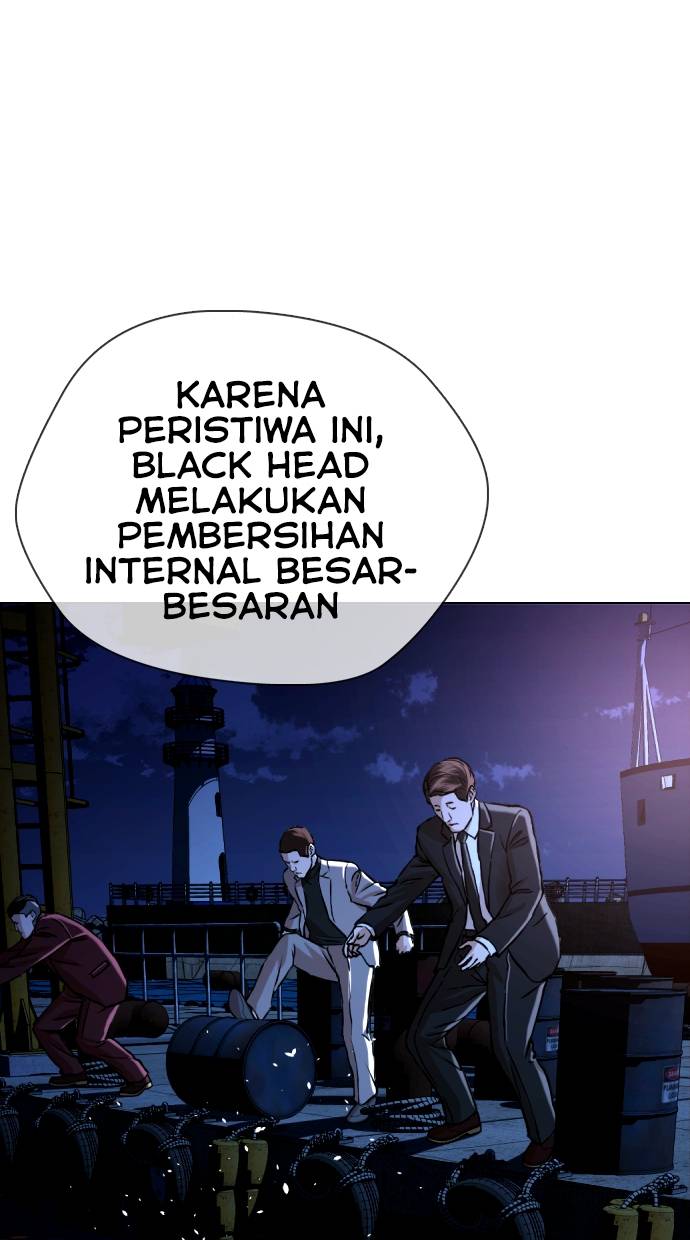 KARENA
PERISTIWA INI,
BLACK HEAD
MELAKUKAN
PEMBERSIHAN
INTERNAL BESAR-
BESARAN